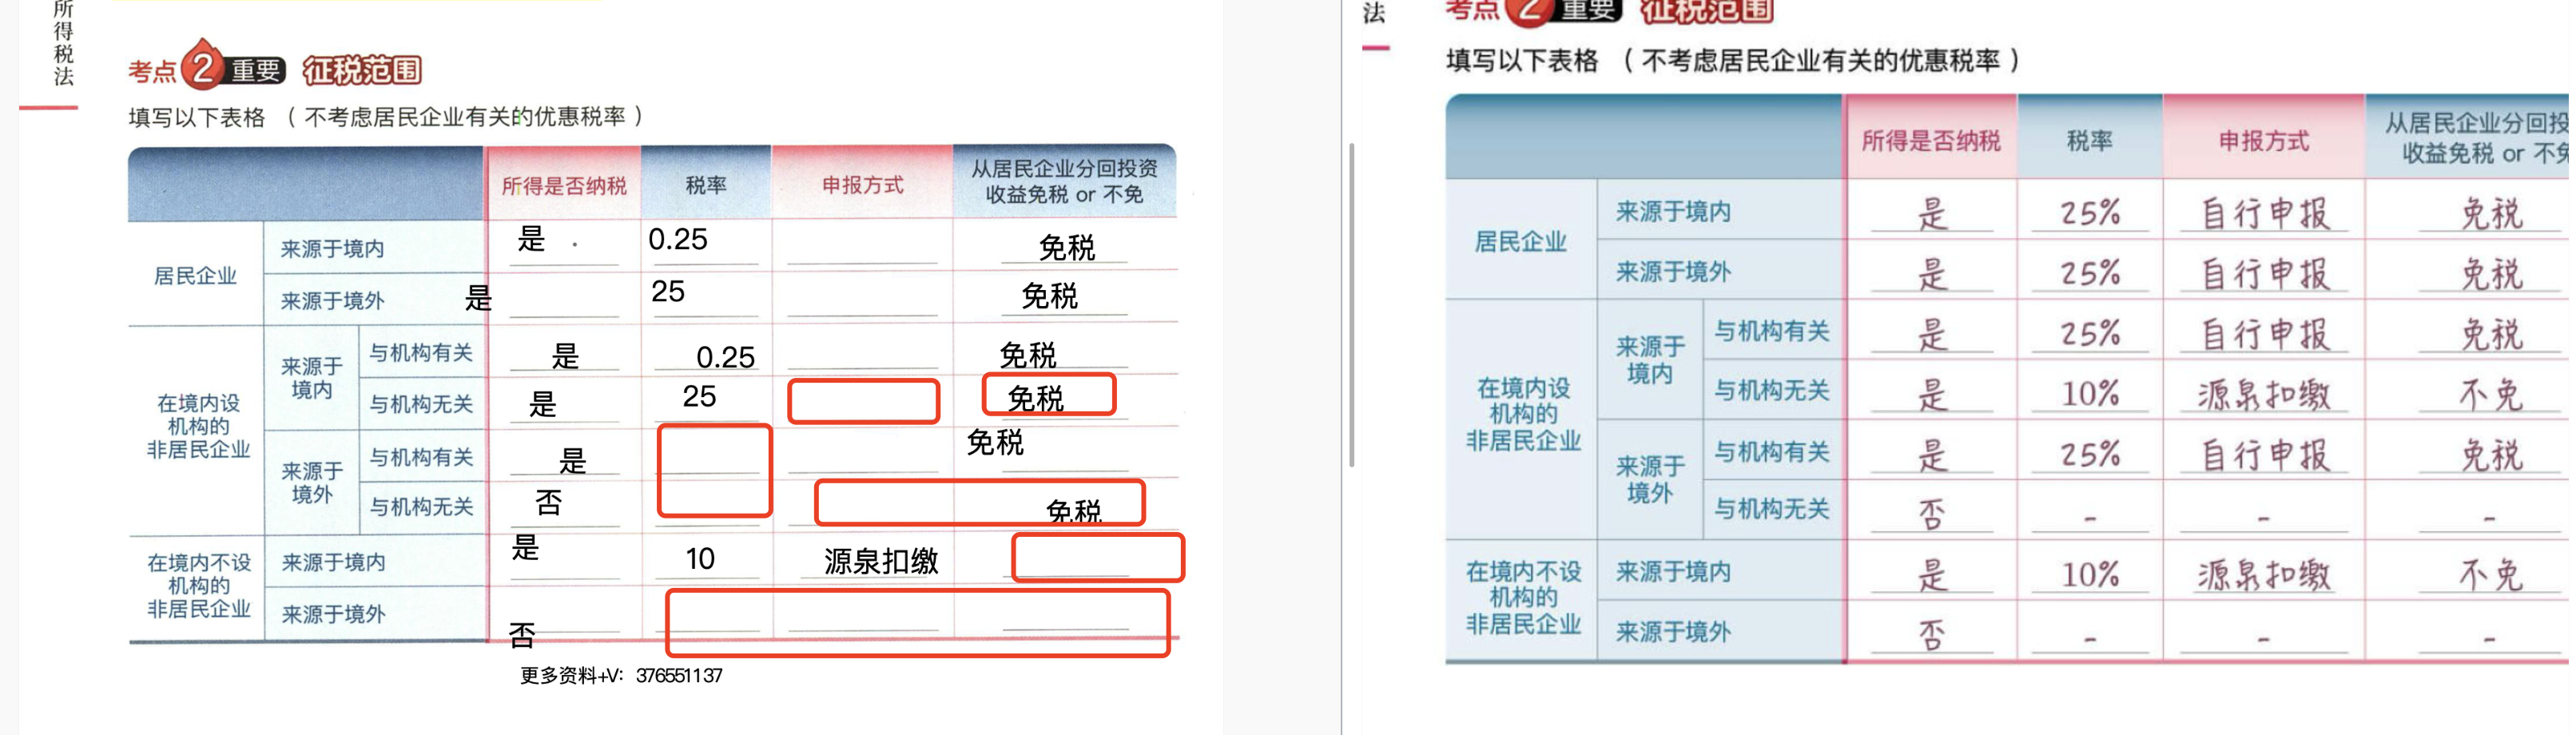 所得税法
考点 2 重要 征税范围
填写以下表格 （ 不考虑居民企业有关的优惠税率 ）
所得是否纳税 税率 申报方式 从居民企业分回投资收益免税 or 不免
居民企业 来源于境内 是 0.25 免税
来源于境外 是 25 免税
在境内设机构的非居民企业 来源于境内 与机构有关 是 0.25 免税
与机构无关 是 25 免税
来源于境外 与机构有关 是 免税
与机构无关 否 免税
在境内不设机构的非居民企业 来源于境内 是 10 源泉扣缴
来源于境外 否
更多资料+V: 376551137
法
考点 2 重要 征税范围
填写以下表格 （ 不考虑居民企业有关的优惠税率 ）
所得是否纳税 税率 申报方式 从居民企业分回投 收益免税 or 不免
居民企业 来源于境内 是 25% 自行申报 免税
来源于境外 是 25% 自行申报 免税
在境内设机构的非居民企业 来源于境内 与机构有关 是 25% 自行申报 免税
与机构无关 是 10% 源泉扣缴 不免
来源于境外 与机构有关 是 25% 自行申报 免税
与机构无关 否 - - -
在境内不设机构的非居民企业 来源于境内 是 10% 源泉扣缴 不免
来源于境外 否 - - -